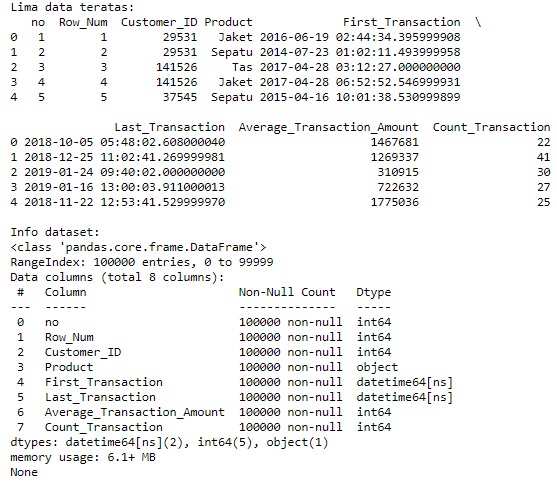 Lima data teratas:
   no  Row_Num  Customer_ID Product              First_Transaction  \
0   1        1        29531   Jaket 2016-06-19 02:44:34.395999908
1   2        2        29531  Sepatu 2014-07-23 01:02:11.493999958
2   3        3       141526     Tas 2017-04-28 03:12:27.000000000
3   4        4       141526   Jaket 2017-04-28 06:52:52.546999931
4   5        5        37545  Sepatu 2015-04-16 10:01:38.530999899
               Last_Transaction  Average_Transaction_Amount  Count_Transaction
0 2018-10-05 05:48:02.608000040                     1467681                 22
1 2018-12-25 11:02:41.269999981                     1269337                 41
2 2019-01-24 09:40:02.000000000                      310915                 30
3 2019-01-16 13:00:03.911000013                      722632                 27
4 2018-11-22 12:53:41.529999970                     1775036                 25
Info dataset:
<class 'pandas.core.frame.DataFrame'>
RangeIndex: 100000 entries, 0 to 99999
Data columns (total 8 columns):
 #   Column                      Non-Null Count   Dtype
---  ------                      --------------   -----
 0   no                          100000 non-null  int64
 1   Row_Num                     100000 non-null  int64
 2   Customer_ID                 100000 non-null  int64
 3   Product                     100000 non-null  object
 4   First_Transaction           100000 non-null  datetime64[ns]
 5   Last_Transaction            100000 non-null  datetime64[ns]
 6   Average_Transaction_Amount  100000 non-null  int64
 7   Count_Transaction           100000 non-null  int64
dtypes: datetime64[ns](2), int64(5), object(1)
memory usage: 6.1+ MB
None